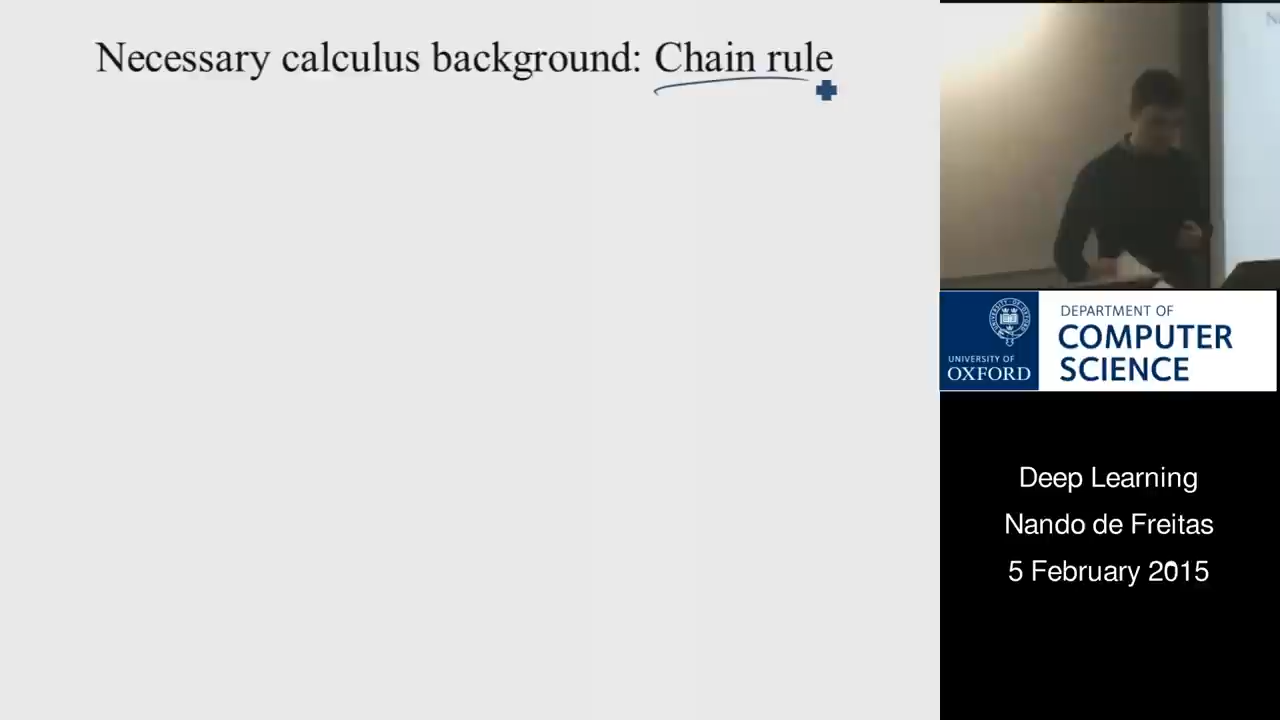 Necessary calculus background: Chain rule
DEPARTMENT OF
COMPUTER
SCIENCE
UNIVERSITY OF
OXFORD
Deep Learning
Nando de Freitas
5 February 2015